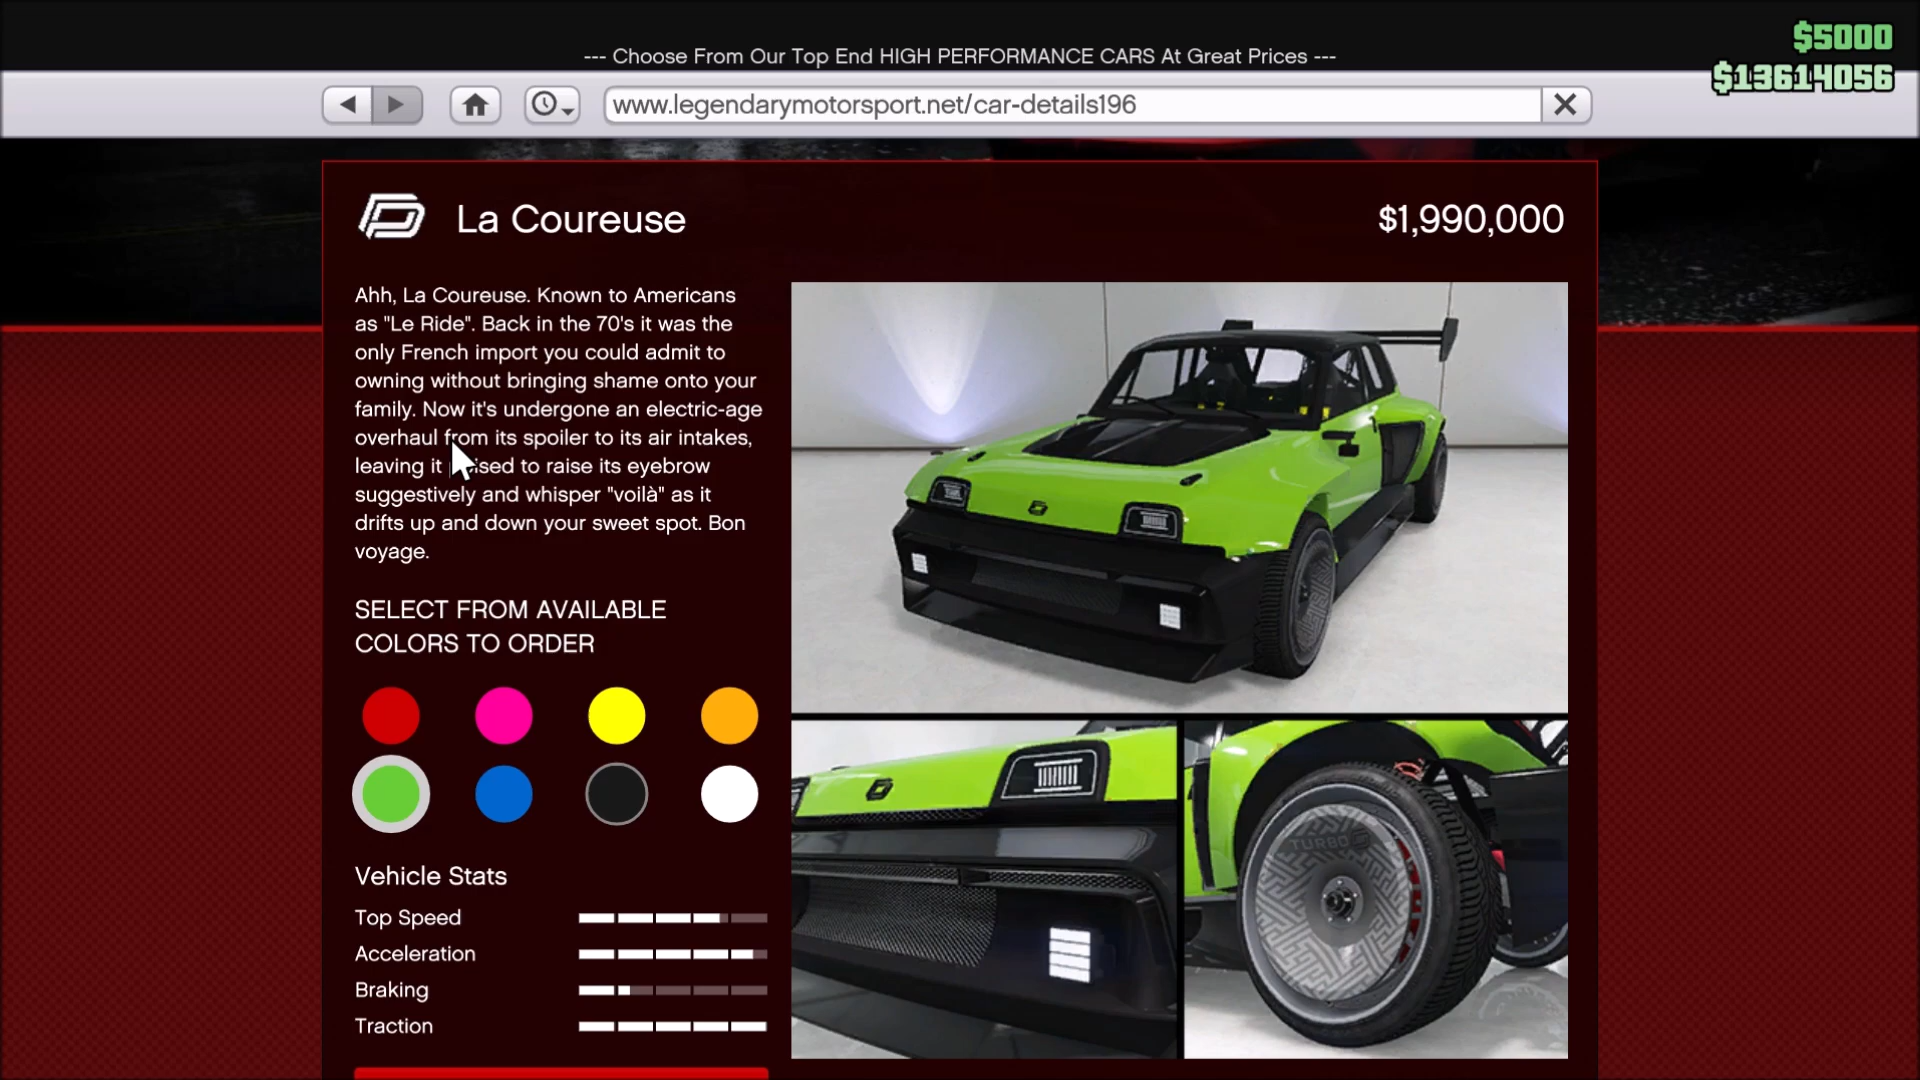 $5000
--- Choose From Our Top End HIGH PERFORMANCE CARS At Great Prices ---
$13614056
www.legendarymotorsport.net/car-details196
La Coureuse
$1,990,000
Ahh, La Coureuse. Known to Americans
as "Le Ride". Back in the 70's it was the
only French import you could admit to
owning without bringing shame onto your
family. Now it's undergone an electric-age
overhaul from its spoiler to its air intakes,
leaving it to raise its eyebrow
suggestively and whisper "voilà" as it
drifts up and down your sweet spot. Bon
voyage.
SELECT FROM AVAILABLE
COLORS TO ORDER
Vehicle Stats
Top Speed
Acceleration
Braking
Traction
TURBO